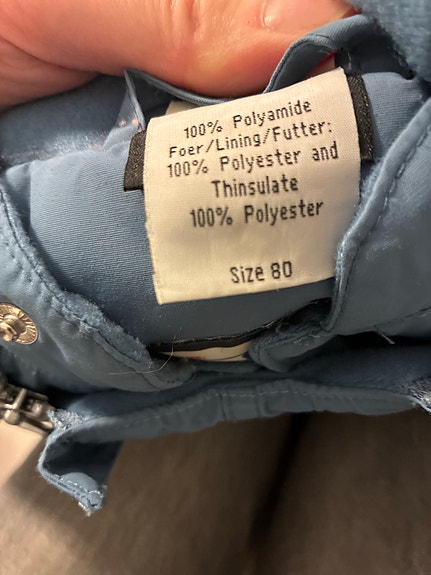 100% Polyamide
Foer/Lining/Futter:
100% Polyester and
Thinsulate
100% Polyester
Size 80